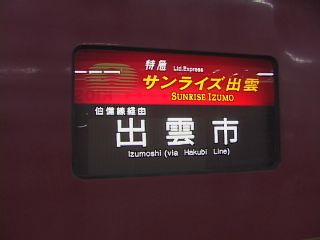 特急 Ltd.Express
サンライズ出雲
SUNRISE IZUMO
伯備線経由
出雲市
Izumoshi (via Hakubi Line)